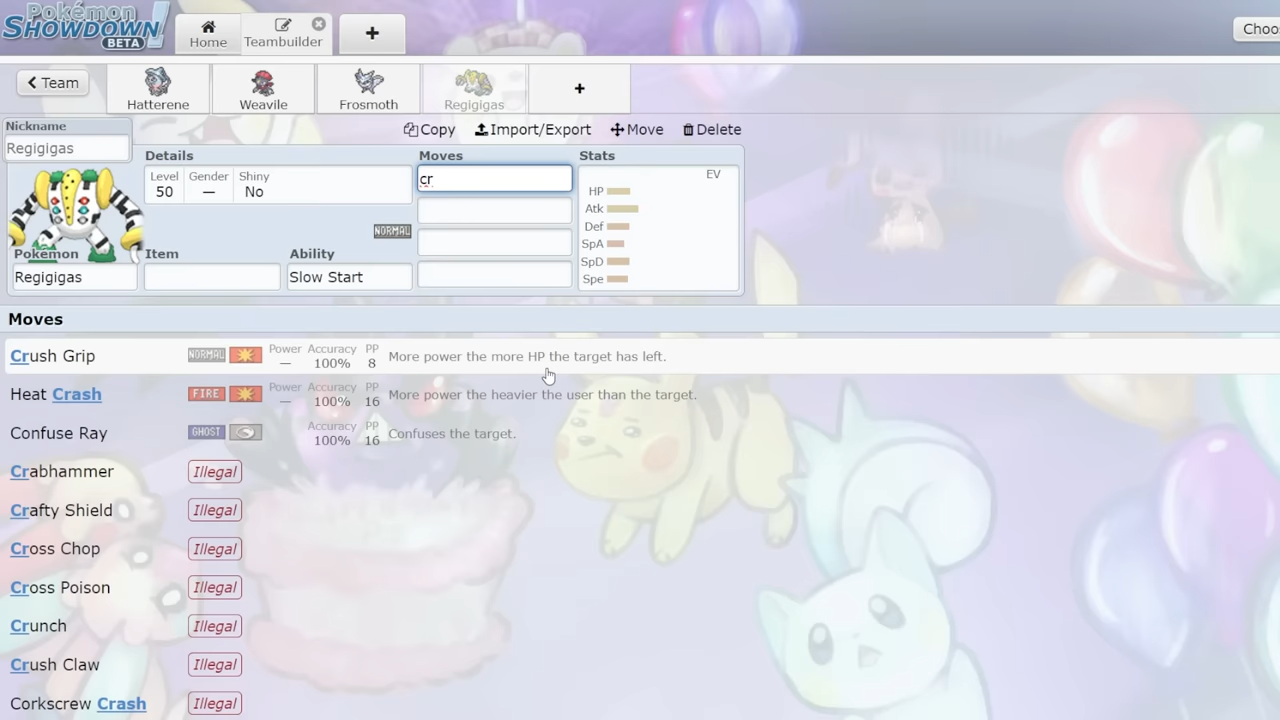 Pokémon
SHOWDOWN!
BETA
Home
Teambuilder
+
Choo
< Team
Hatterene
Weavile
Frosmoth
Regigigas
+
Nickname
Regigigas
Copy
Import/Export
Move
Delete
Details
Level
50
Gender
—
Shiny
No
NORMAL
Moves
cr
Stats
EV
HP
Atk
Def
SpA
SpD
Spe
Pokémon
Regigigas
Item
Ability
Slow Start
Moves
Crush Grip NORMAL Power — Accuracy 100% PP 8 More power the more HP the target has left.
Heat Crash FIRE Power — Accuracy 100% PP 16 More power the heavier the user than the target.
Confuse Ray GHOST Accuracy 100% PP 16 Confuses the target.
Crabhammer Illegal
Crafty Shield Illegal
Cross Chop Illegal
Cross Poison Illegal
Crunch Illegal
Crush Claw Illegal
Corkscrew Crash Illegal